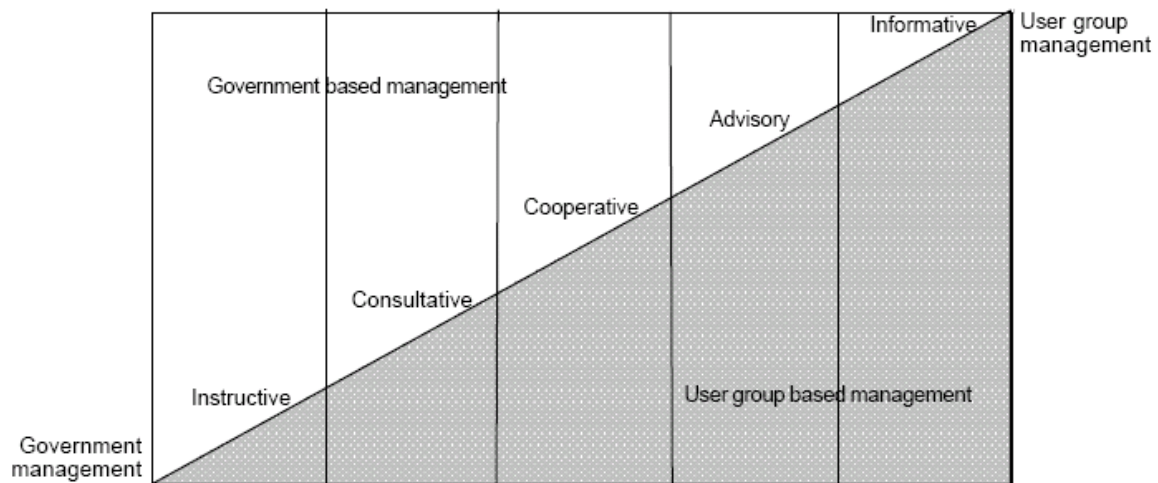 Informative
User group
management
Government based management
Advisory
Cooperative
Consultative
Instructive
User group based management
Government
management